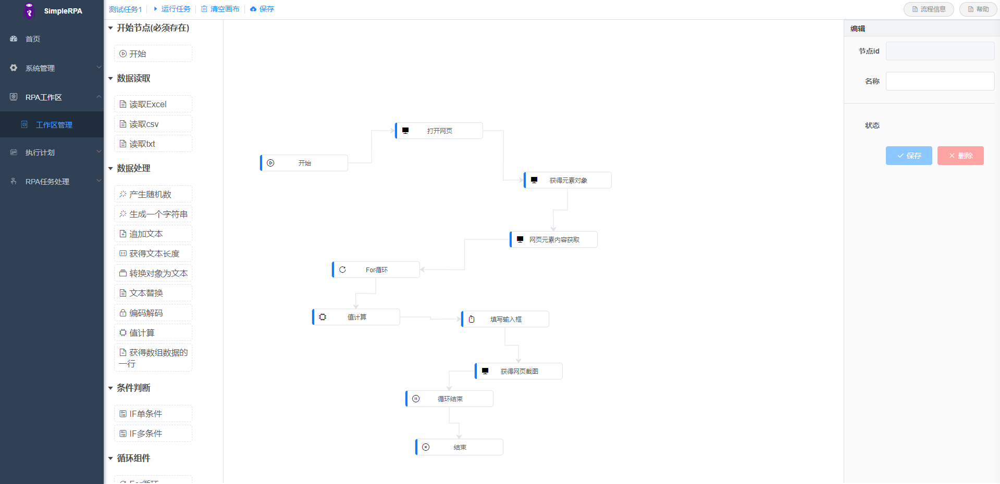 SimpleRPA
首页
系统管理
RPA工作区
工作区管理
执行计划
RPA任务处理
测试任务1
运行任务
清空画布
保存
流程信息
帮助
开始节点(必须存在)
开始
数据读取
读取Excel
读取csv
读取txt
数据处理
产生随机数
生成一个字符串
追加文本
获得文本长度
转换对象为文本
文本替换
编码解码
值计算
获得数组数据的
一行
条件判断
IF单条件
IF多条件
循环组件
For循环
打开网页
开始
获得元素对象
网页元素内容获取
For循环
值计算
填写输入框
获得网页截图
循环结束
结束
编辑
节点id
名称
状态
保存
删除